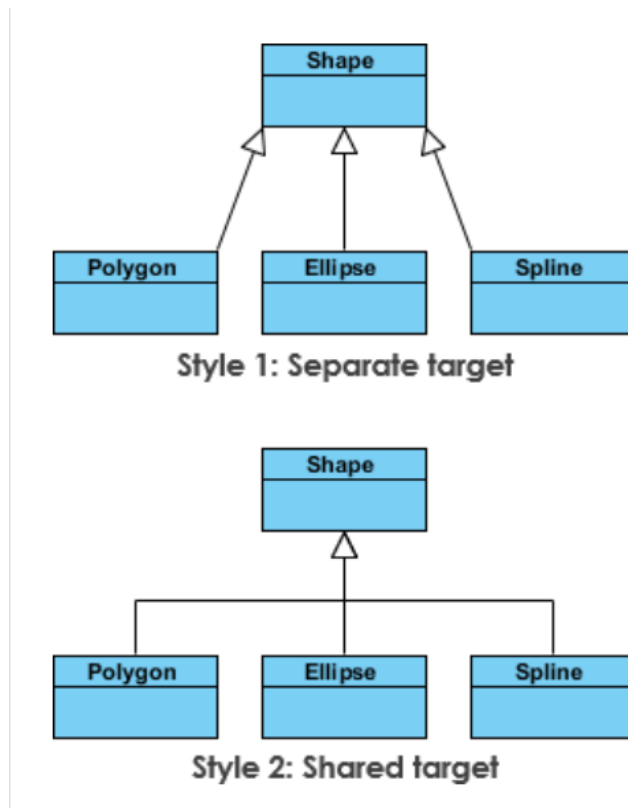 Shape
Polygon
Ellipse
Spline
Style 1: Separate target
Shape
Polygon
Ellipse
Spline
Style 2: Shared target